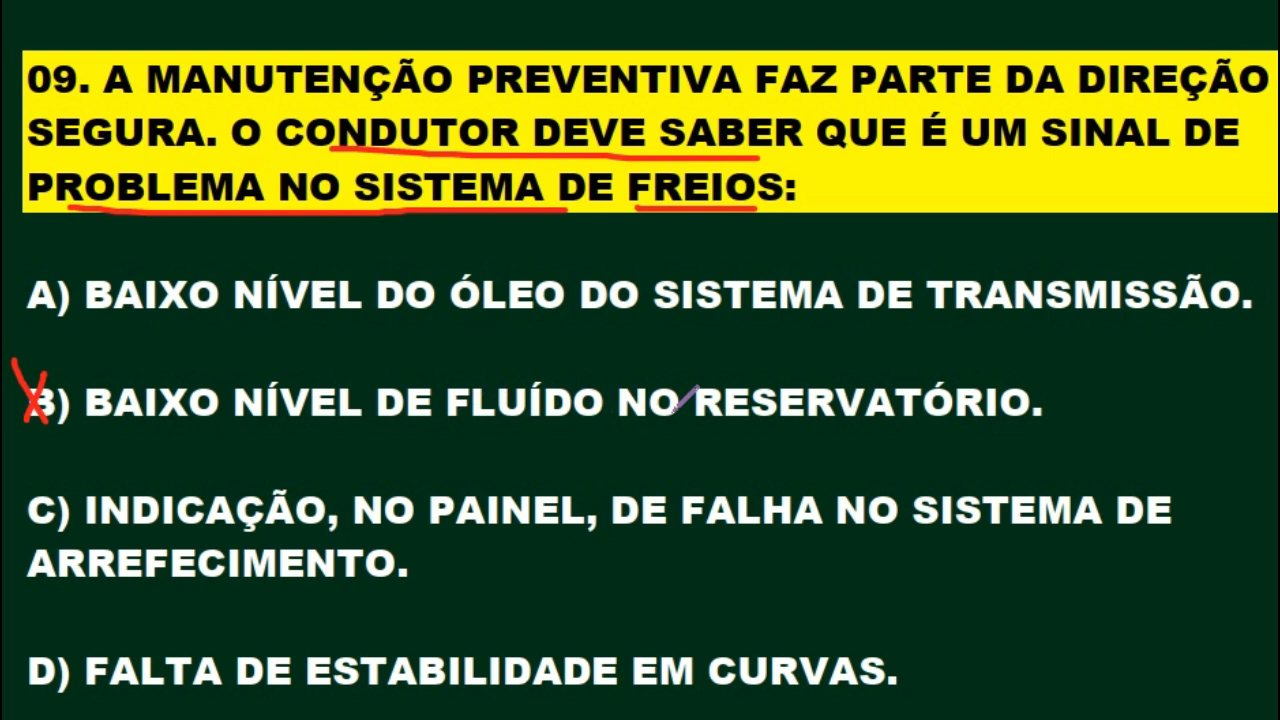 09. A MANUTENÇÃO PREVENTIVA FAZ PARTE DA DIREÇÃO
SEGURA. O CONDUTOR DEVE SABER QUE É UM SINAL DE
PROBLEMA NO SISTEMA DE FREIOS:
A) BAIXO NÍVEL DO ÓLEO DO SISTEMA DE TRANSMISSÃO.
B) BAIXO NÍVEL DE FLUÍDO NO RESERVATÓRIO.
C) INDICAÇÃO, NO PAINEL, DE FALHA NO SISTEMA DE
ARREFECIMENTO.
D) FALTA DE ESTABILIDADE EM CURVAS.